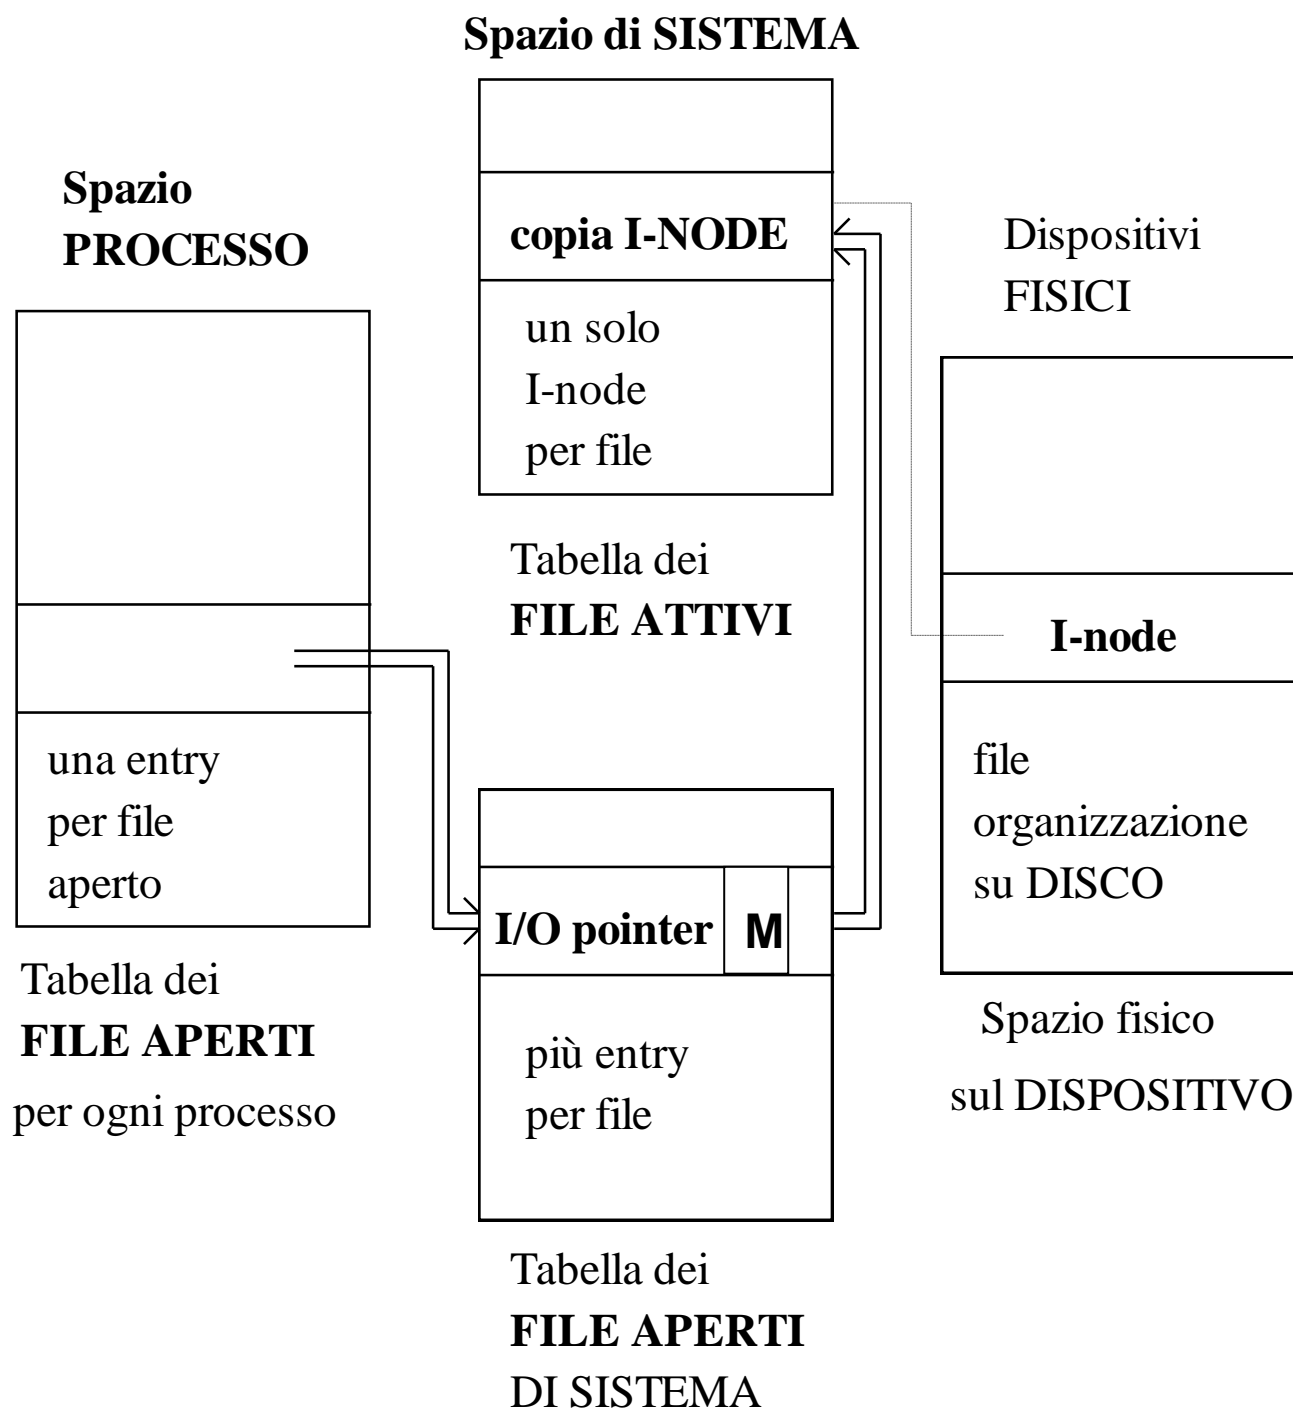 Spazio di SISTEMA
Spazio
PROCESSO
copia I-NODE
un solo
I-node
per file
Tabella dei
FILE ATTIVI
Dispositivi
FISICI
I-node
file
organizzazione
su DISCO
Spazio fisico
sul DISPOSITIVO
una entry
per file
aperto
Tabella dei
FILE APERTI
per ogni processo
I/O pointer M
più entry
per file
Tabella dei
FILE APERTI
DI SISTEMA